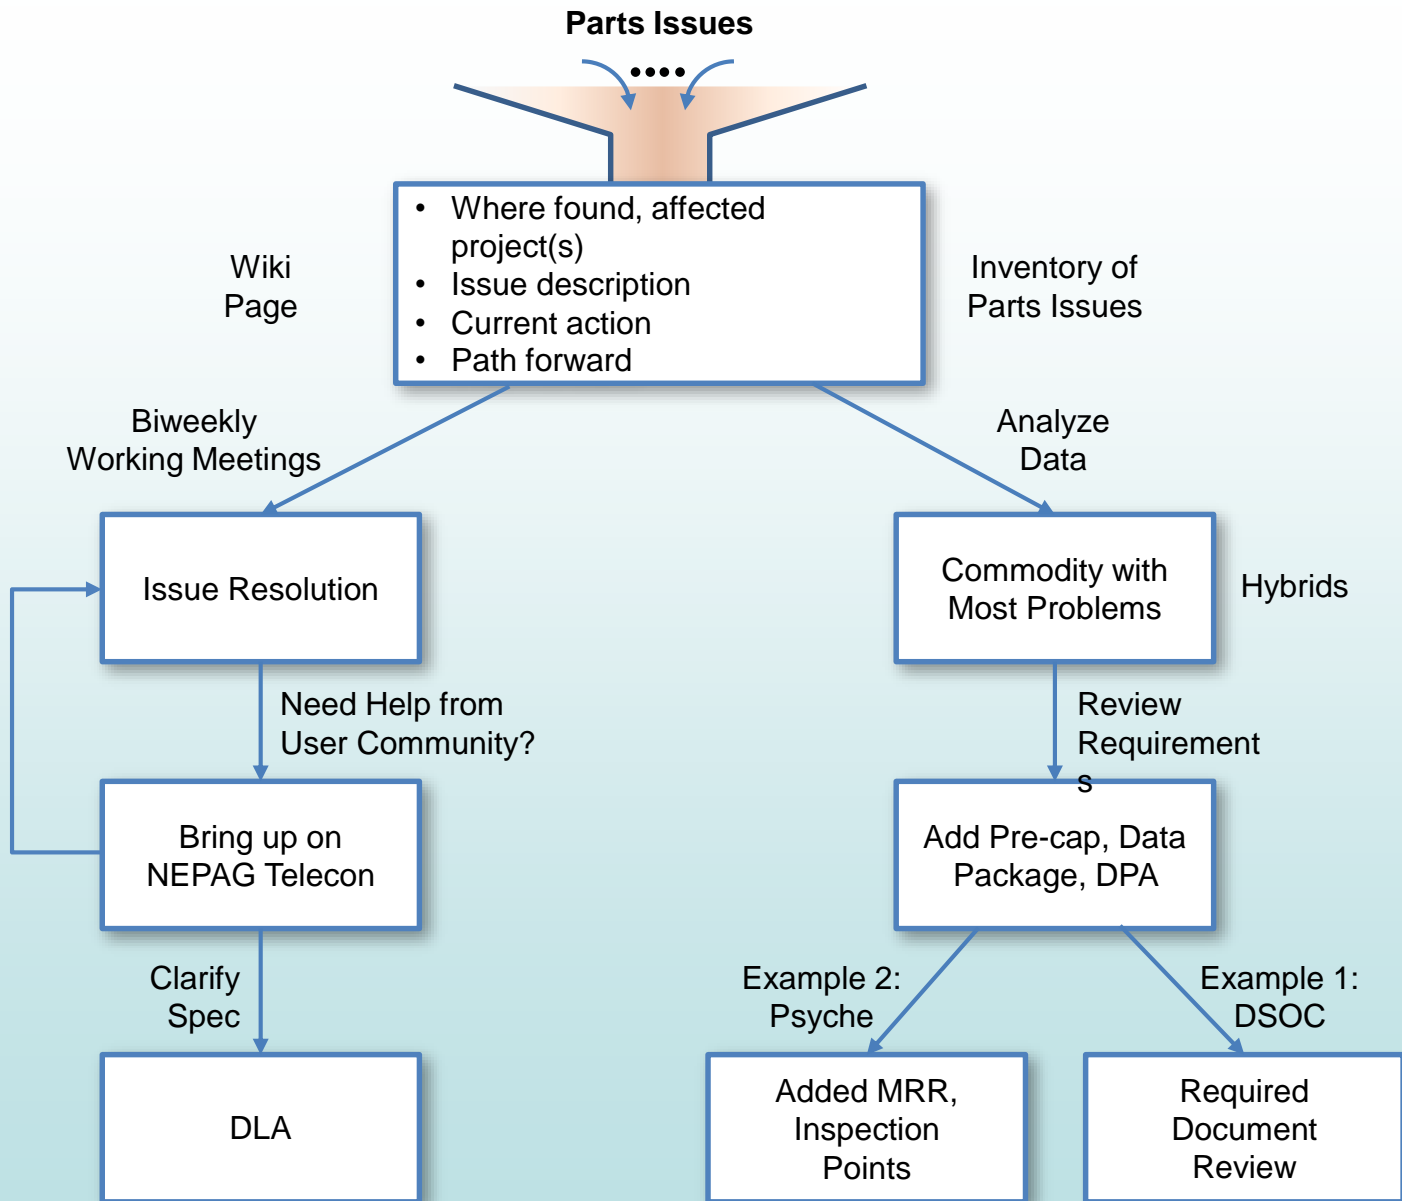 Parts Issues
....
• Where found, affected
project(s)
• Issue description
• Current action
• Path forward
Wiki
Page
Inventory of
Parts Issues
Biweekly
Working Meetings
Analyze
Data
Issue Resolution
Commodity with
Most Problems
Hybrids
Need Help from
User Community?
Review
Requirement
s
Bring up on
NEPAG Telecon
Add Pre-cap, Data
Package, DPA
Clarify
Spec
Example 2:
Psyche
Example 1:
DSOC
DLA
Added MRR,
Inspection
Points
Required
Document
Review